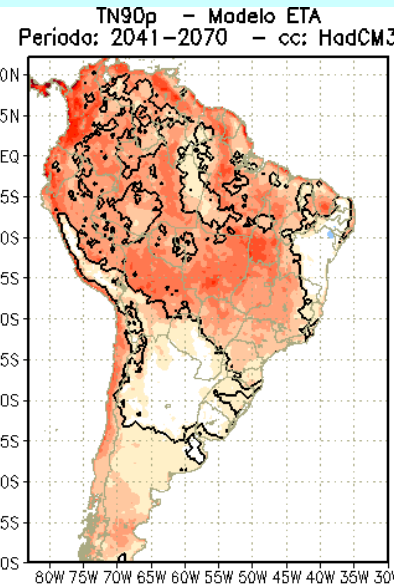 TN90p – Modelo ETA
Período: 2041–2070 – cc: HadCM3
0N
5N
EQ
5S
0S
5S
0S
5S
0S
5S
0S
5S
0S
80W 75W 70W 65W 60W 55W 50W 45W 40W 35W 30W